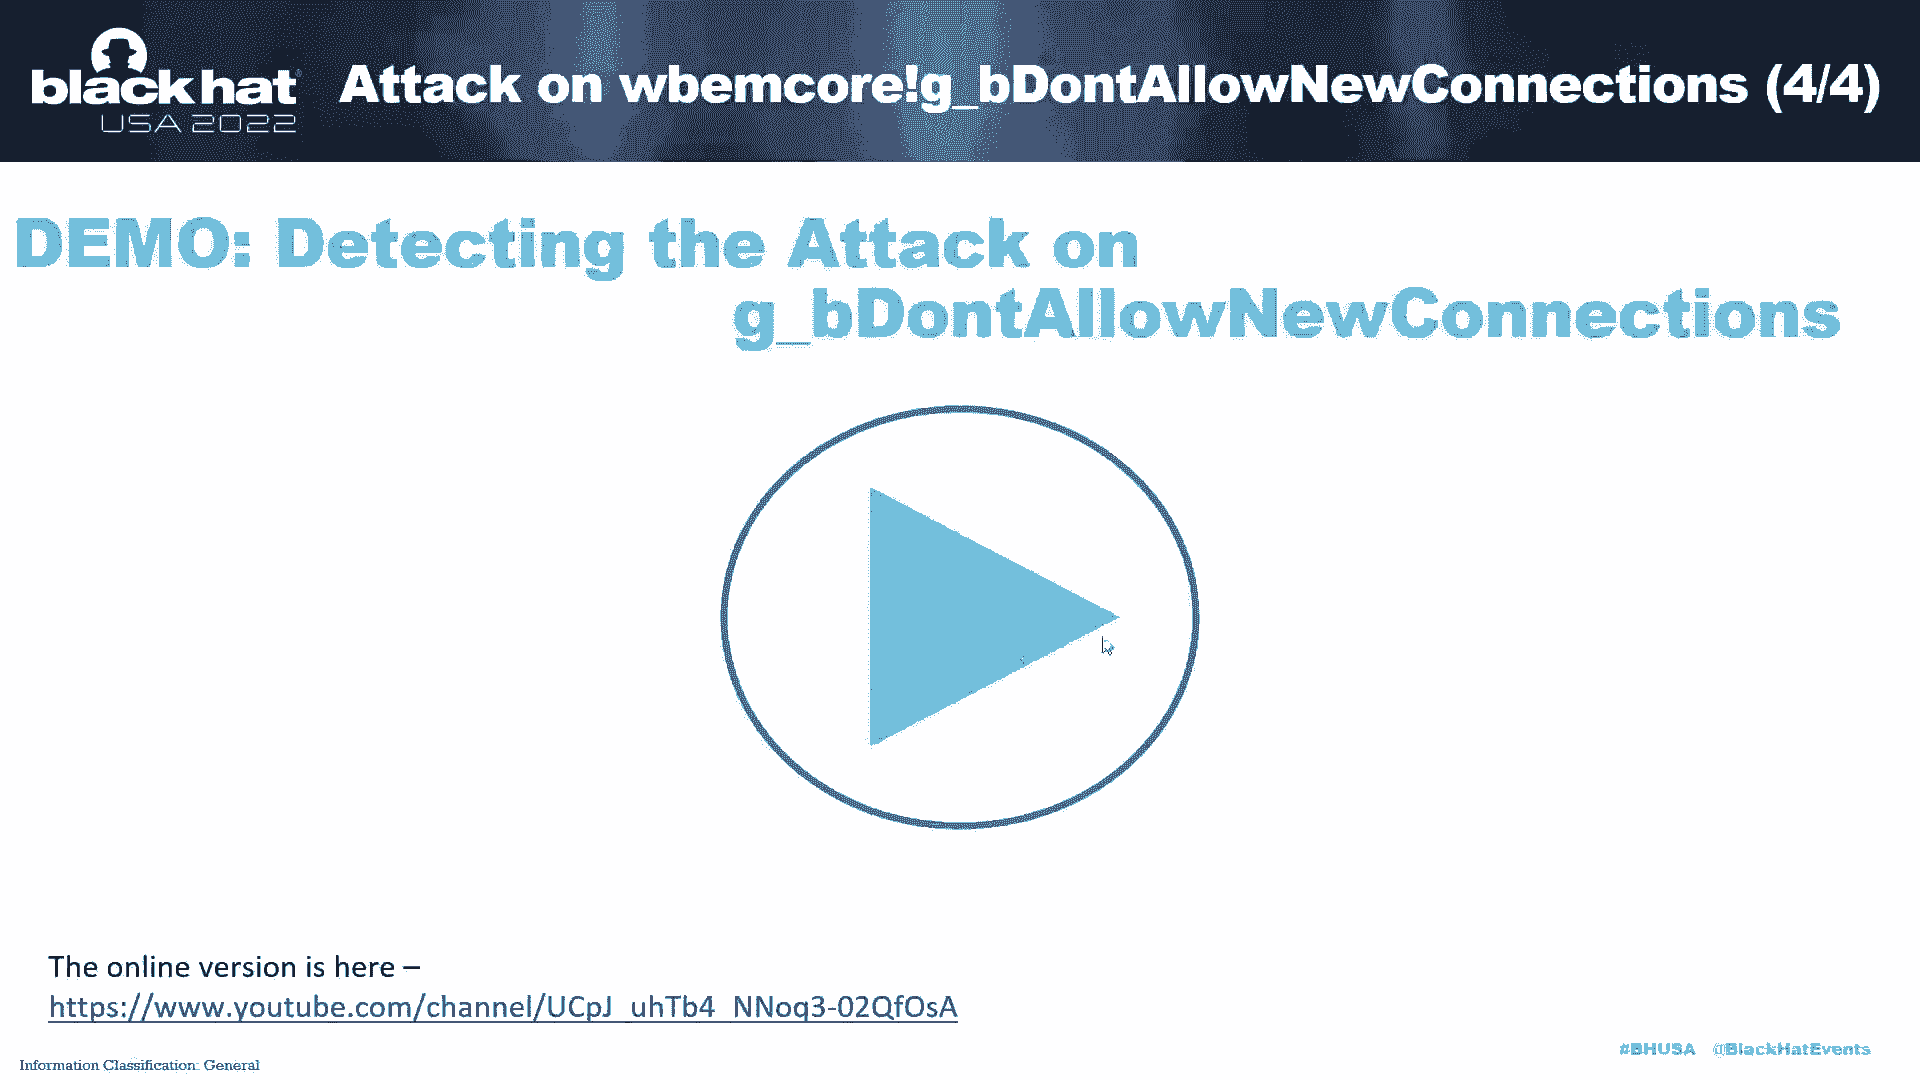 black hat
USA 2022
Attack on wbemcore!g_bDontAllowNewConnections (4/4)
DEMO: Detecting the Attack on
g_bDontAllowNewConnections
The online version is here –
https://www.youtube.com/channel/UCpJ_uhTb4_NNoq3-02QfOsA
#BHUSA @BlackHatEvents
Information Classification: General